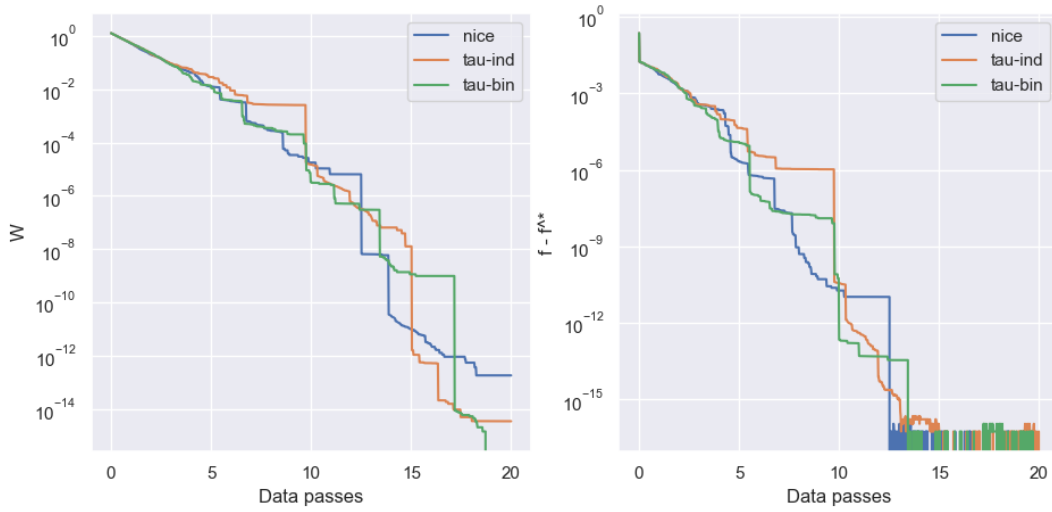 10^0
10^-2
10^-4
10^-6
10^-8
10^-10
10^-12
10^-14
W
0 5 10 15 20
Data passes
nice
tau-ind
tau-bin
10^0
10^-3
10^-6
10^-9
10^-12
10^-15
f - f^*
0 5 10 15 20
Data passes
nice
tau-ind
tau-bin